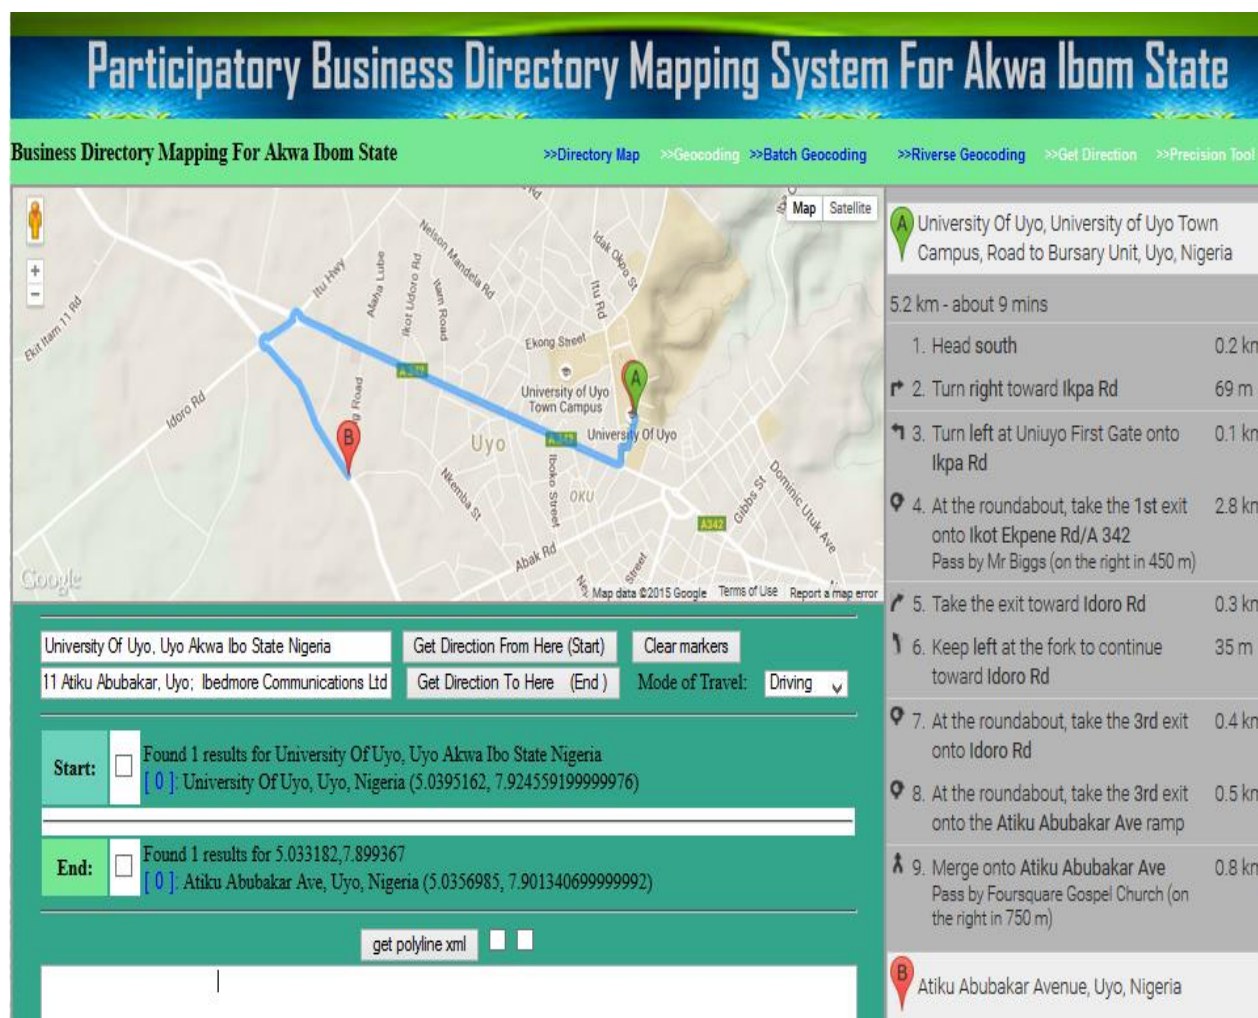 Participatory Business Directory Mapping System For Akwa Ibom State
Business Directory Mapping For Akwa Ibom State
>>Directory Map >>Geocoding >>Batch Geocoding >>Riverse Geocoding >>Get Direction >>Precision Tool
Map Satellite
+
−
Itu Hwy
Nelson Mandela Rd
Idak Okpo St
Itu Rd
Alaha Lube
Ikot Udoro Rd
Itam Road
Ekit Itam 11 Rd
Ekong Street
Idoro Rd
University of Uyo
Town Campus
A
University Of Uyo
B
Uyo
OKU
Iboko Street
Nkemba St
Abak Rd
A342
Gibbs St
Dominic Utuk Ave
Street
Google
Map data ©2015 Google Terms of Use Report a map error
University Of Uyo, Uyo Akwa Ibo State Nigeria
Get Direction From Here (Start)
Clear markers
11 Atiku Abubakar, Uyo; Ibedmore Communications Ltd
Get Direction To Here (End )
Mode of Travel:
Driving
Start:
Found 1 results for University Of Uyo, Uyo Akwa Ibo State Nigeria
[ 0 ]: University Of Uyo, Uyo, Nigeria (5.0395162, 7.924559199999976)
End:
Found 1 results for 5.033182,7.899367
[ 0 ]: Atiku Abubakar Ave, Uyo, Nigeria (5.0356985, 7.901340699999992)
get polyline xml
A
University Of Uyo, University of Uyo Town
Campus, Road to Bursary Unit, Uyo, Nigeria
5.2 km - about 9 mins
1. Head south 0.2 km
2. Turn right toward Ikpa Rd 69 m
3. Turn left at Uniuyo First Gate onto 0.1 km
Ikpa Rd
4. At the roundabout, take the 1st exit 2.8 km
onto Ikot Ekpene Rd/A 342
Pass by Mr Biggs (on the right in 450 m)
5. Take the exit toward Idoro Rd 0.3 km
6. Keep left at the fork to continue 35 m
toward Idoro Rd
7. At the roundabout, take the 3rd exit 0.4 km
onto Idoro Rd
8. At the roundabout, take the 3rd exit 0.5 km
onto the Atiku Abubakar Ave ramp
9. Merge onto Atiku Abubakar Ave 0.8 km
Pass by Foursquare Gospel Church (on
the right in 750 m)
B
Atiku Abubakar Avenue, Uyo, Nigeria